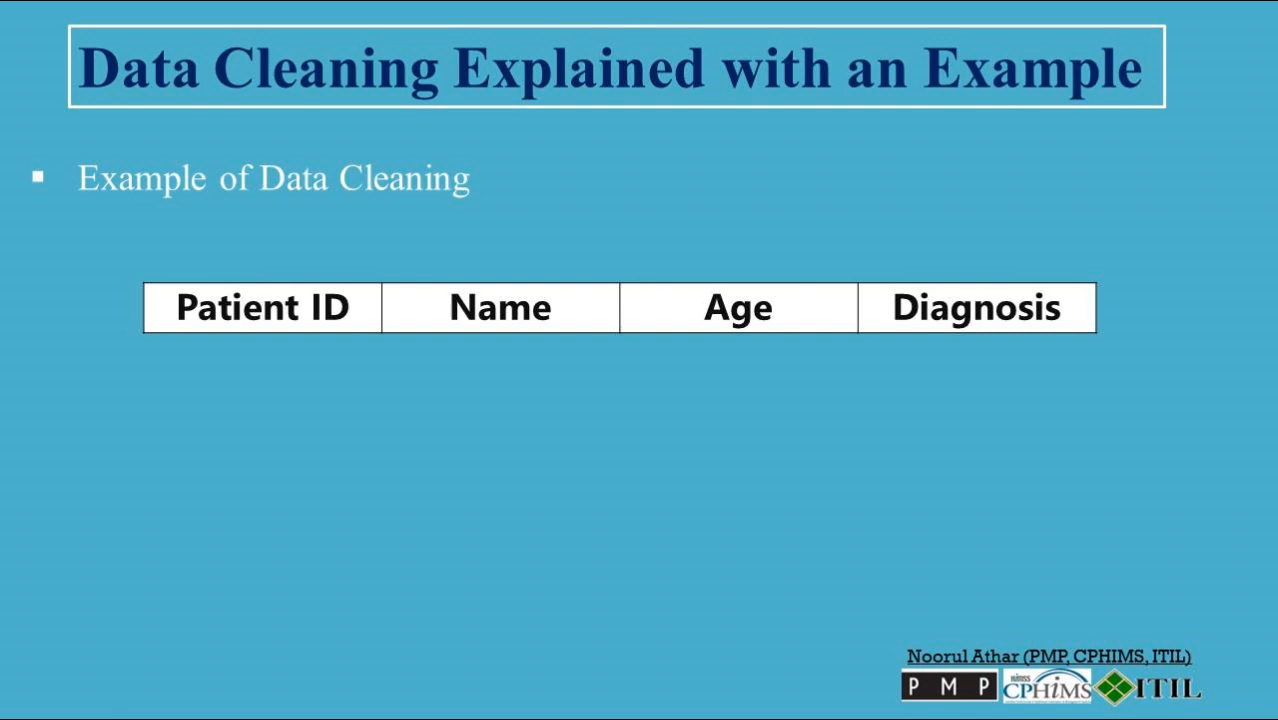 Data Cleaning Explained with an Example
▪ Example of Data Cleaning
Patient ID Name Age Diagnosis
Noorul Athar (PMP, CPHIMS, ITIL)
PMP himss CPHIMS ITIL